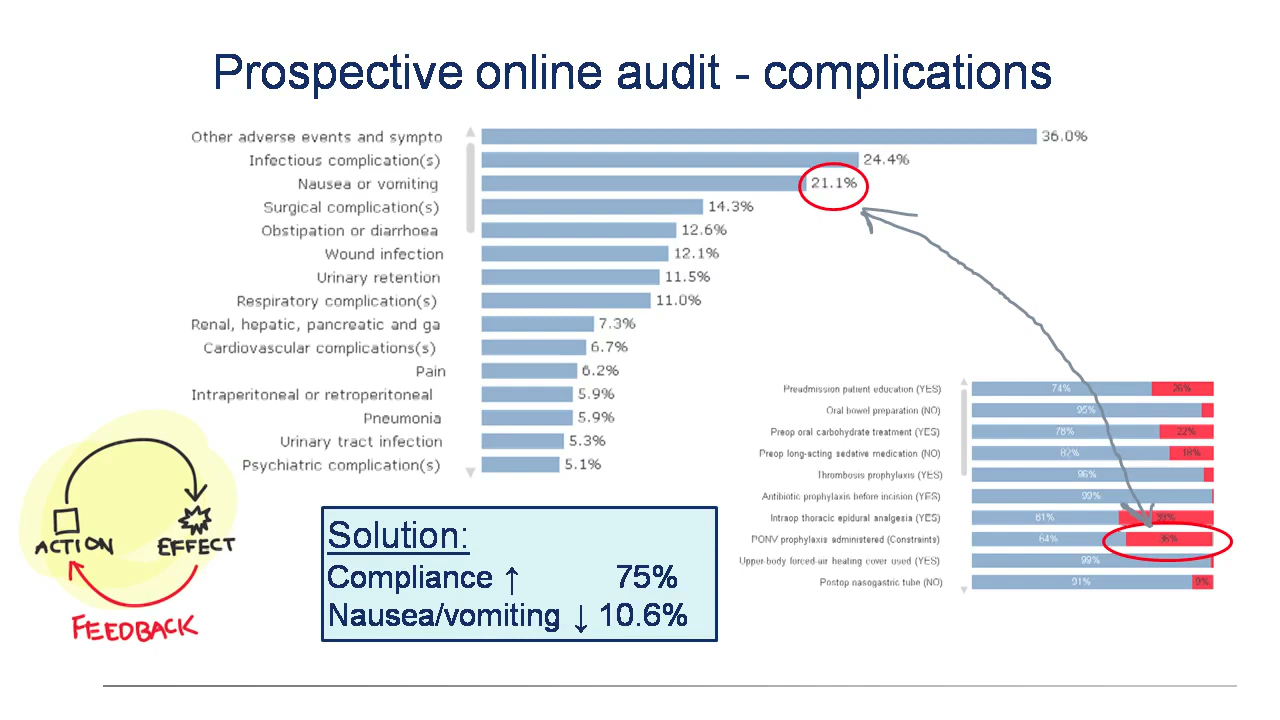 Prospective online audit - complications
Other adverse events and sympto 36.0%
Infectious complication(s) 24.4%
Nausea or vomiting 21.1%
Surgical complication(s) 14.3%
Obstipation or diarrhoea 12.6%
Wound infection 12.1%
Urinary retention 11.5%
Respiratory complication(s) 11.0%
Renal, hepatic, pancreatic and ga 7.3%
Cardiovascular complications(s) 6.7%
Pain 6.2%
Intraperitoneal or retroperitoneal 5.9%
Pneumonia 5.9%
Urinary tract infection 5.3%
Psychiatric complication(s) 5.1%
Preadmission patient education (YES) 74% 26%
Oral bowel preparation (NO) 95%
Preop oral carbohydrate treatment (YES) 78% 22%
Preop long-acting sedative medication (NO) 82% 18%
Thrombosis prophylaxis (YES) 96%
Antibiotic prophylaxis before incision (YES) 99%
Intraop thoracic epidural analgesia (YES) 61% 39%
PONV prophylaxis administered (Constraints) 64% 36%
Upper-body forced-air heating cover used (YES) 99%
Postop nasogastric tube (NO) 91% 9%
ACTION EFFECT
FEEDBACK
Solution:
Compliance ↑ 75%
Nausea/vomiting ↓ 10.6%